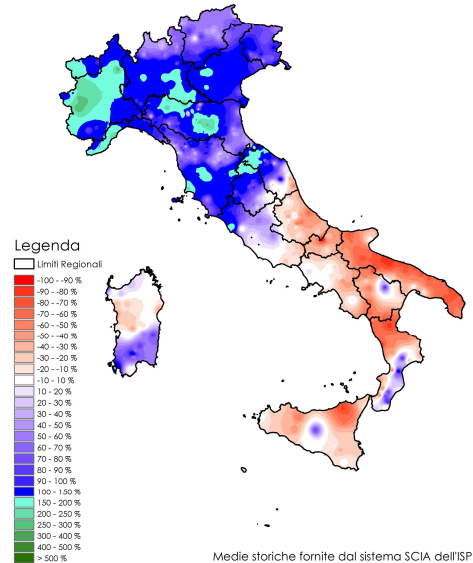 Legenda
Limiti Regionali
-100 - -90 %
-90 - -80 %
-80 - -70 %
-70 - -60 %
-60 - -50 %
-50 - -40 %
-40 - -30 %
-30 - -20 %
-20 - -10 %
-10 - 10 %
10 - 20 %
20 - 30 %
30 - 40 %
40 - 50 %
50 - 60 %
60 - 70 %
70 - 80 %
80 - 90 %
90 - 100 %
100 - 150 %
150 - 200 %
200 - 250 %
250 - 300 %
300 - 400 %
400 - 500 %
> 500 %
Medie storiche fornite dal sistema SCIA dell'ISP